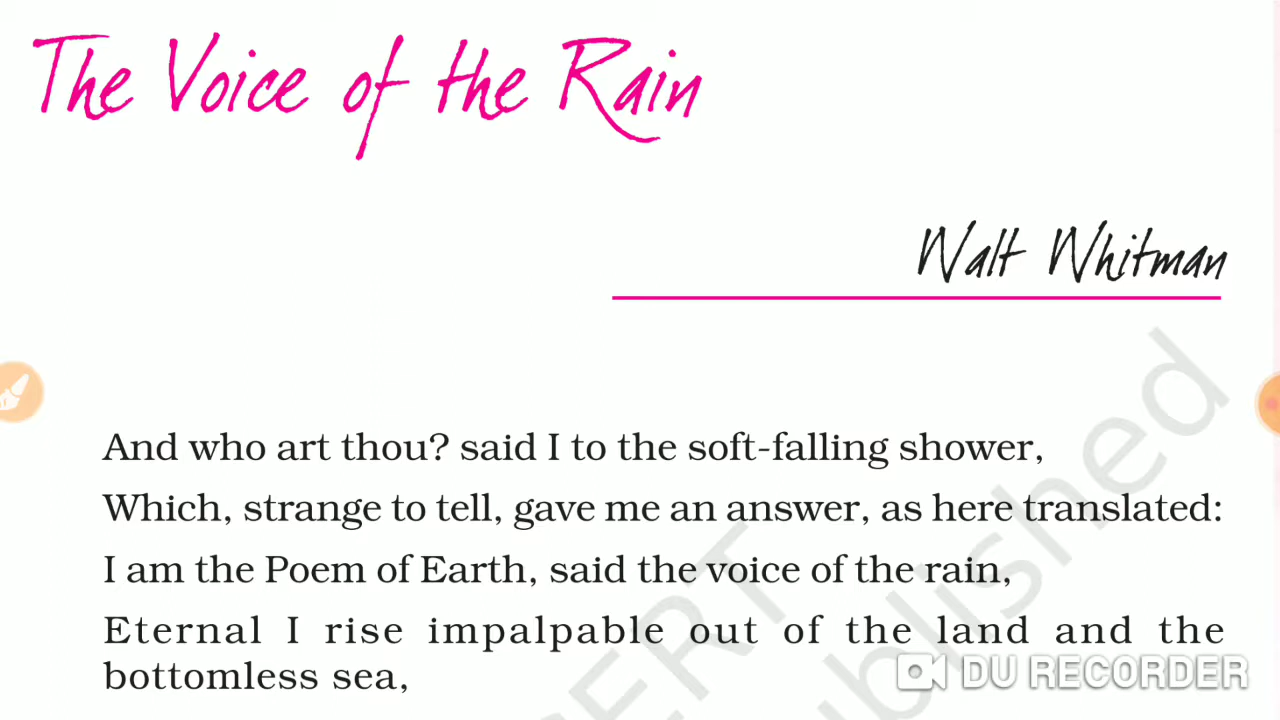 The Voice of the Rain
Walt Whitman
And who art thou? said I to the soft-falling shower,
Which, strange to tell, gave me an answer, as here translated:
I am the Poem of Earth, said the voice of the rain,
Eternal I rise impalpable out of the land and the
bottomless sea,
DU RECORDER